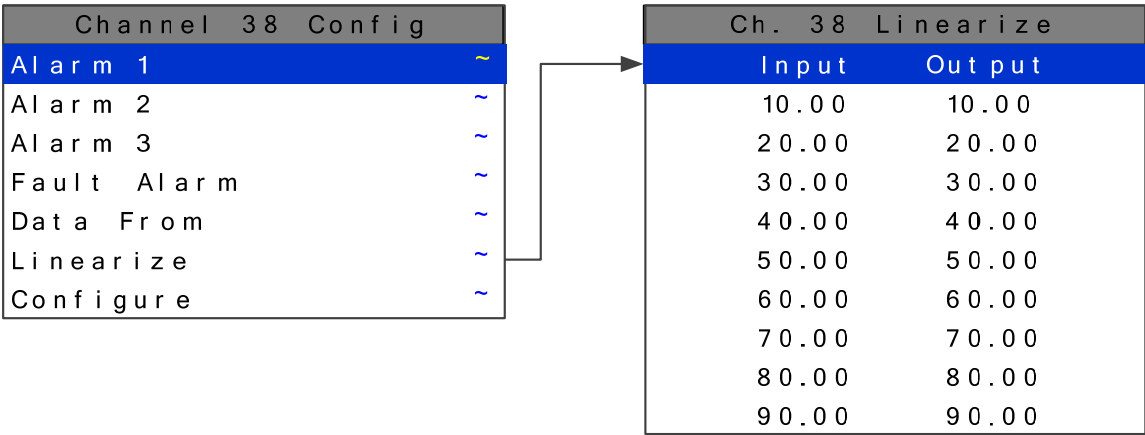 Channel 38 Config
Alarm 1 ~
Alarm 2 ~
Alarm 3 ~
Fault Alarm ~
Data From ~
Linearize ~
Configure ~
Ch. 38 Linearize
Input Output
10.00 10.00
20.00 20.00
30.00 30.00
40.00 40.00
50.00 50.00
60.00 60.00
70.00 70.00
80.00 80.00
90.00 90.00